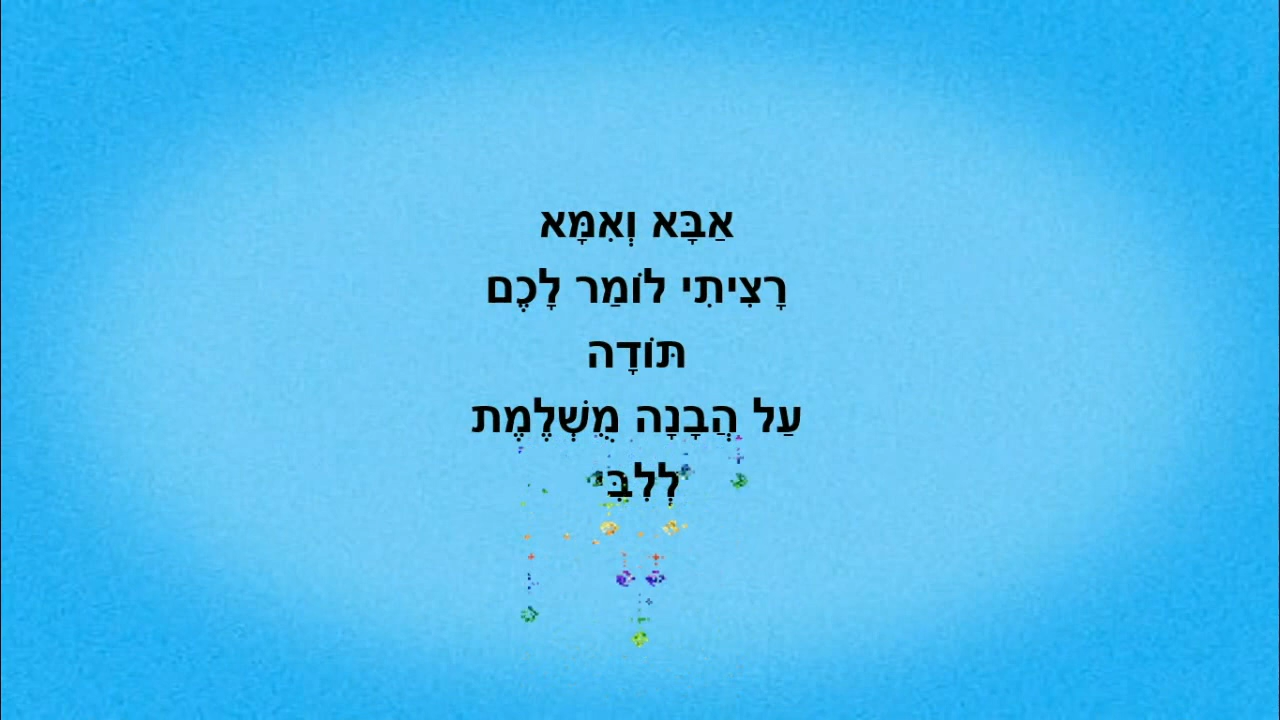 אַבָּא וְאִמָּא
רָצִיתִי לוֹמַר לָכֶם
תּוֹדָה
עַל הֲבָנָה מֻשְׁלֶמֶת
לְלִבִּי